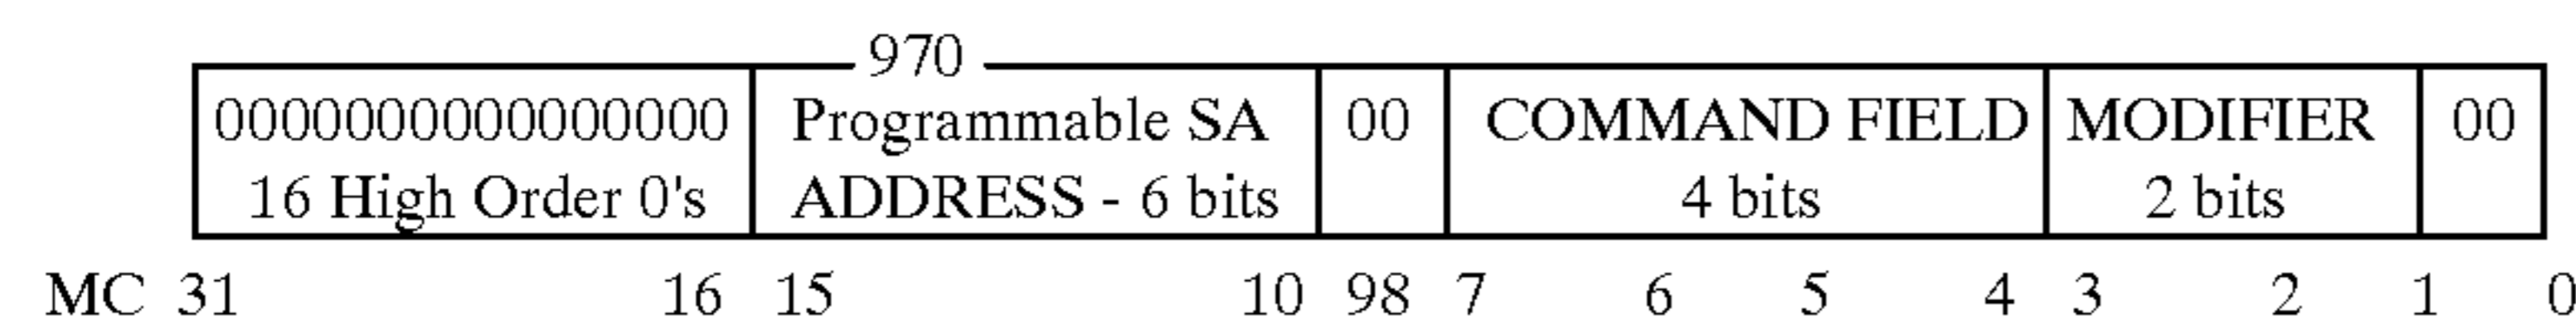 970
0000000000000000 Programmable SA 00 COMMAND FIELD MODIFIER 00
16 High Order 0's ADDRESS - 6 bits 4 bits 2 bits
MC 31 16 15 10 98 7 6 5 4 3 2 1 0